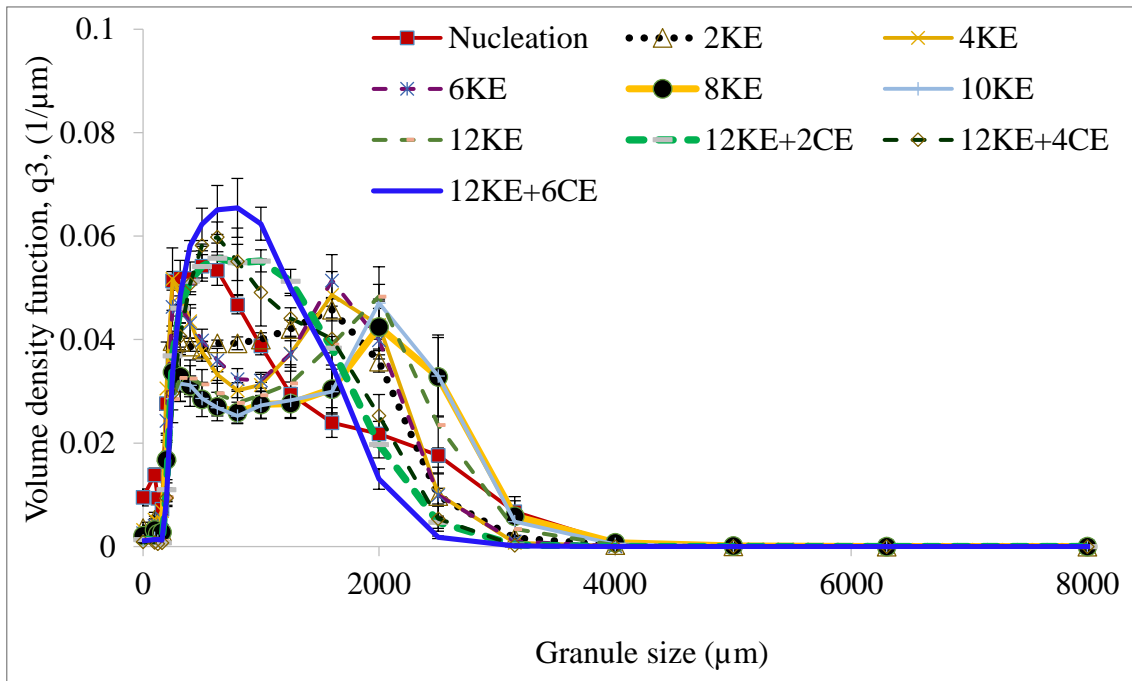 Nucleation 2KE 4KE
6KE 8KE 10KE
12KE 12KE+2CE 12KE+4CE
12KE+6CE
Volume density function, q3, (1/µm)
0.1
0.08
0.06
0.04
0.02
0
0 2000 4000 6000 8000
Granule size (µm)